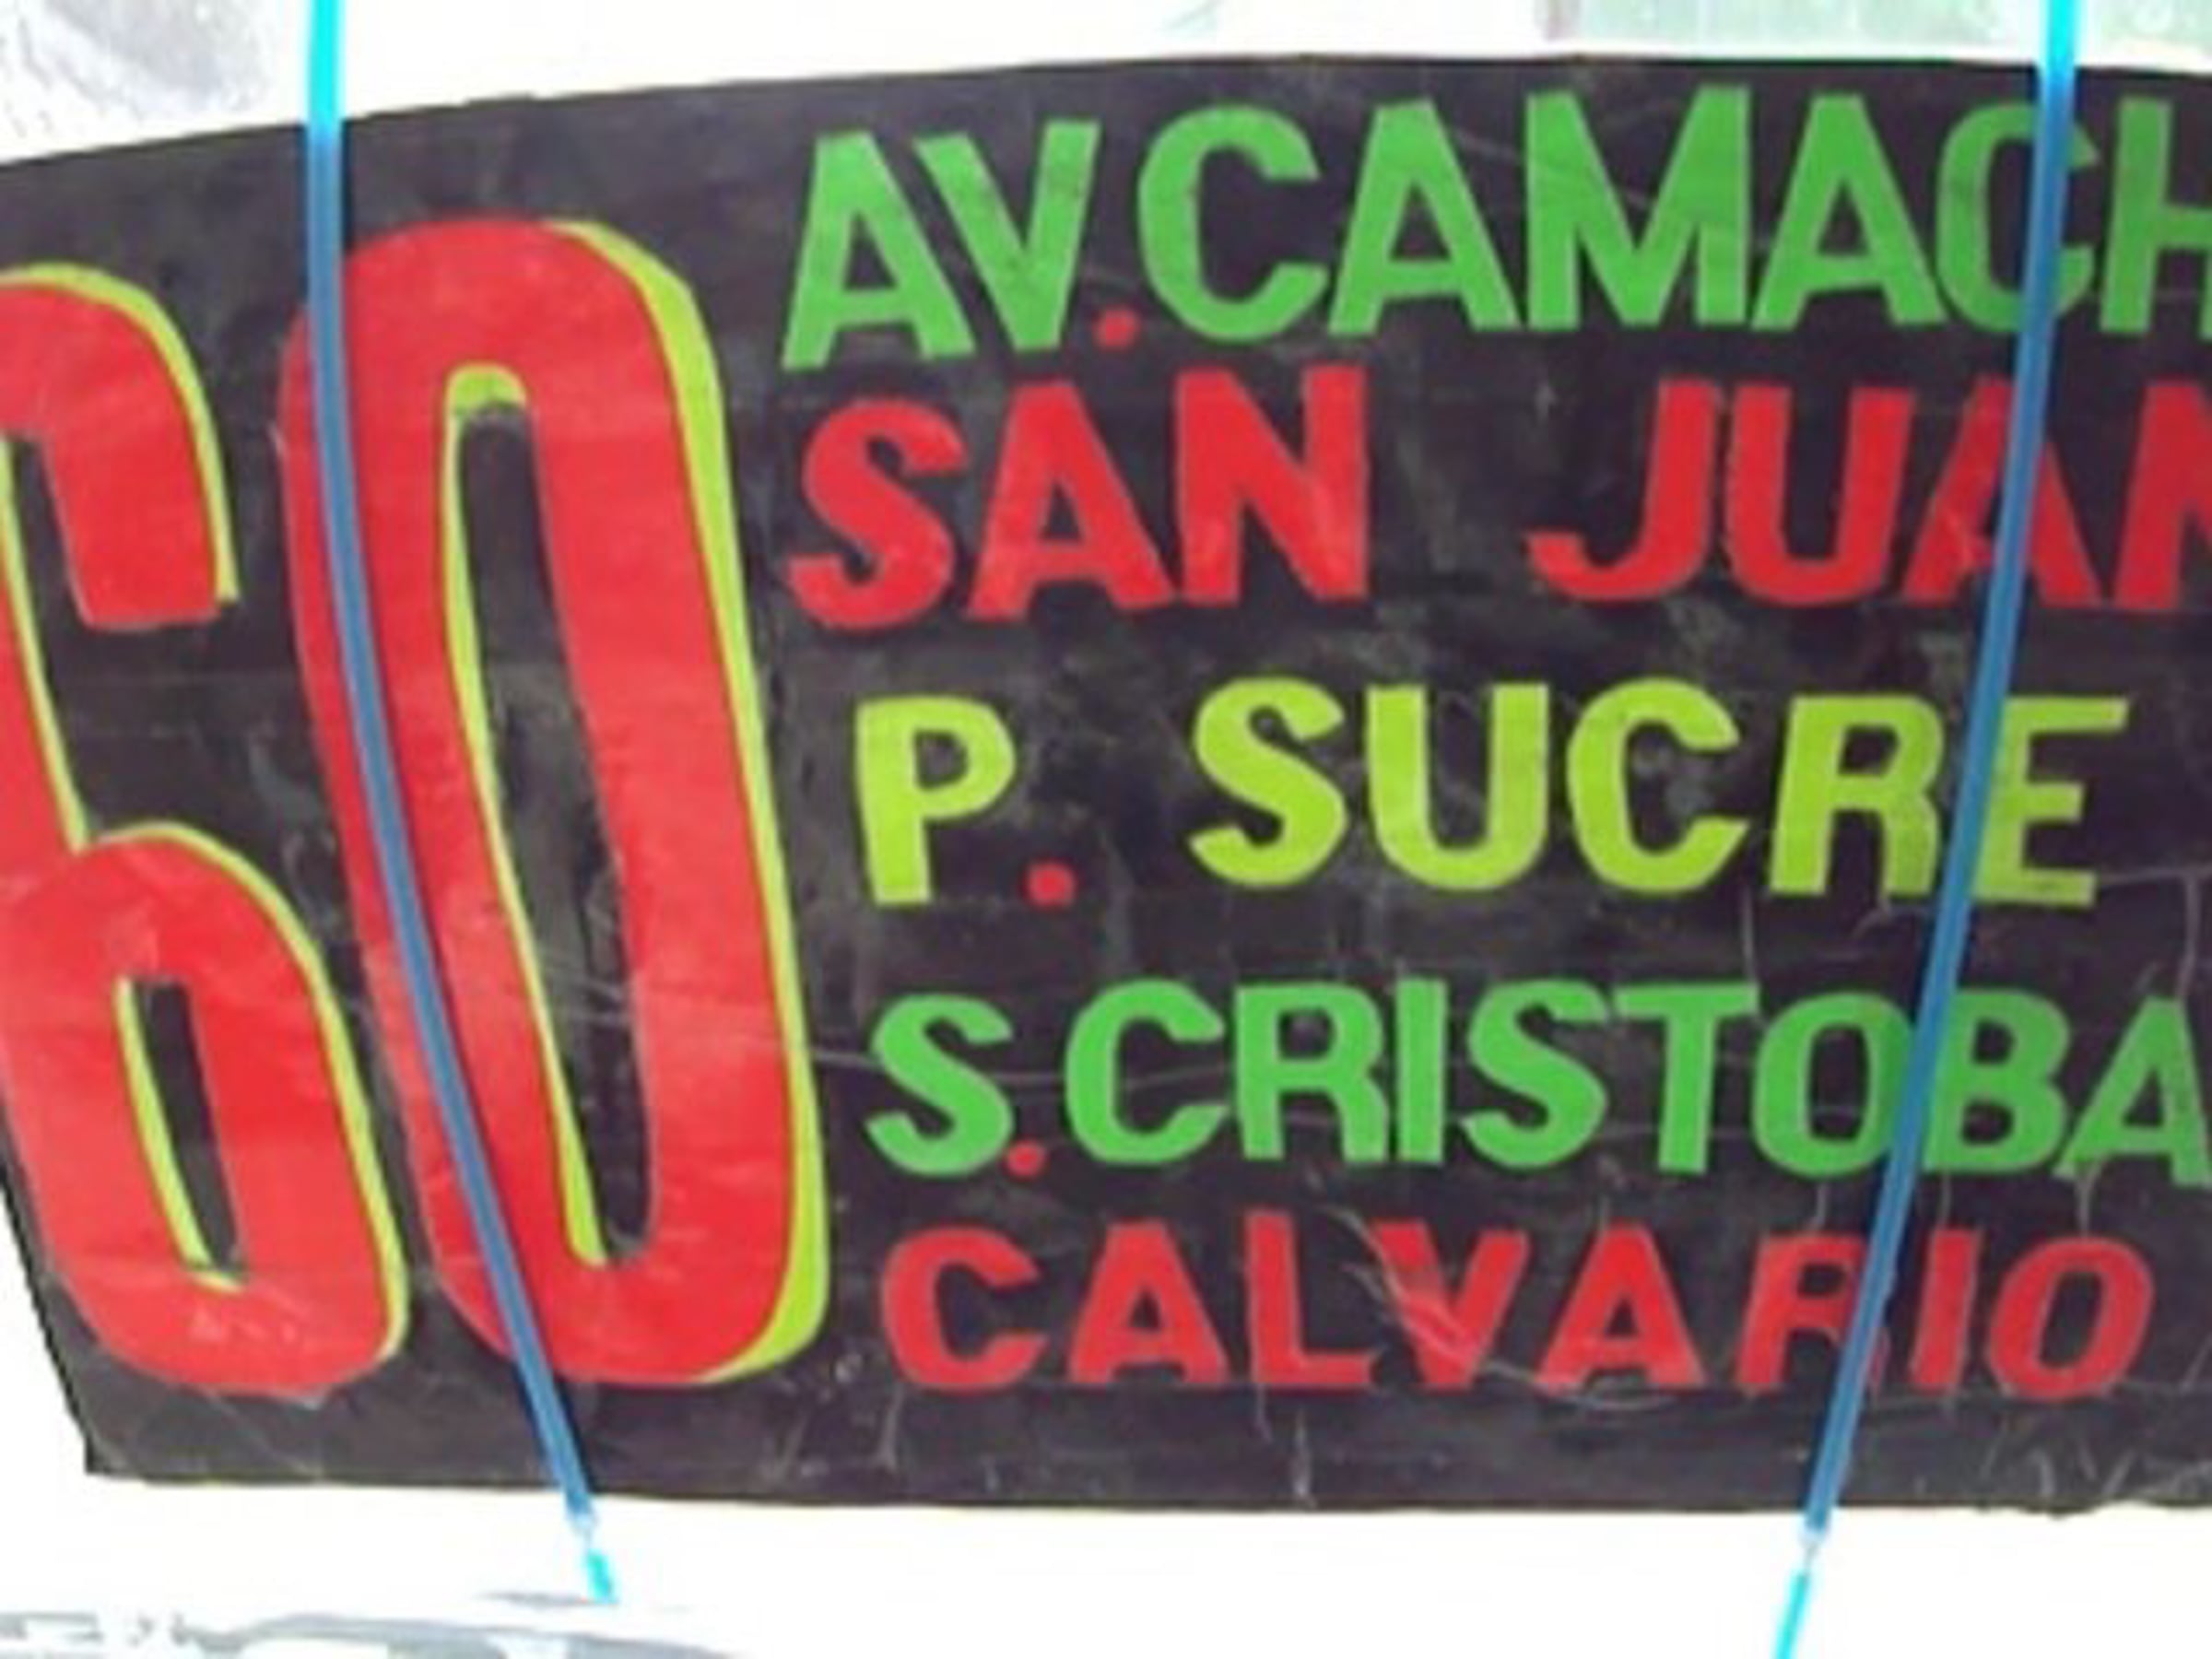 60
AV. CAMACH
SAN JUAN
P. SUCRE
S. CRISTOBA
CALVARIO